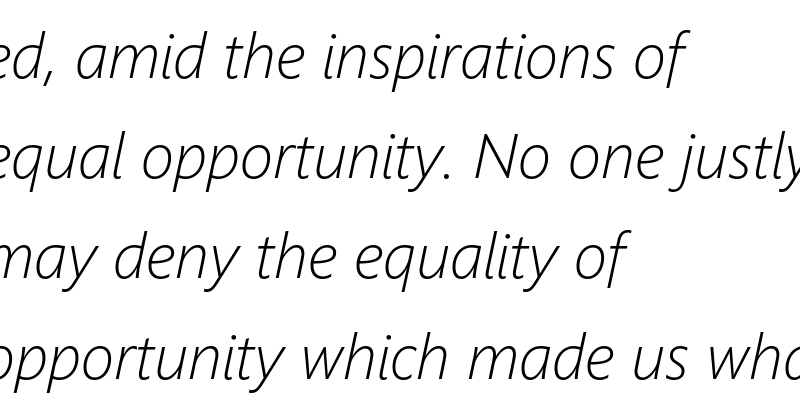 ed, amid the inspirations of
equal opportunity. No one justly
may deny the equality of
opportunity which made us wha